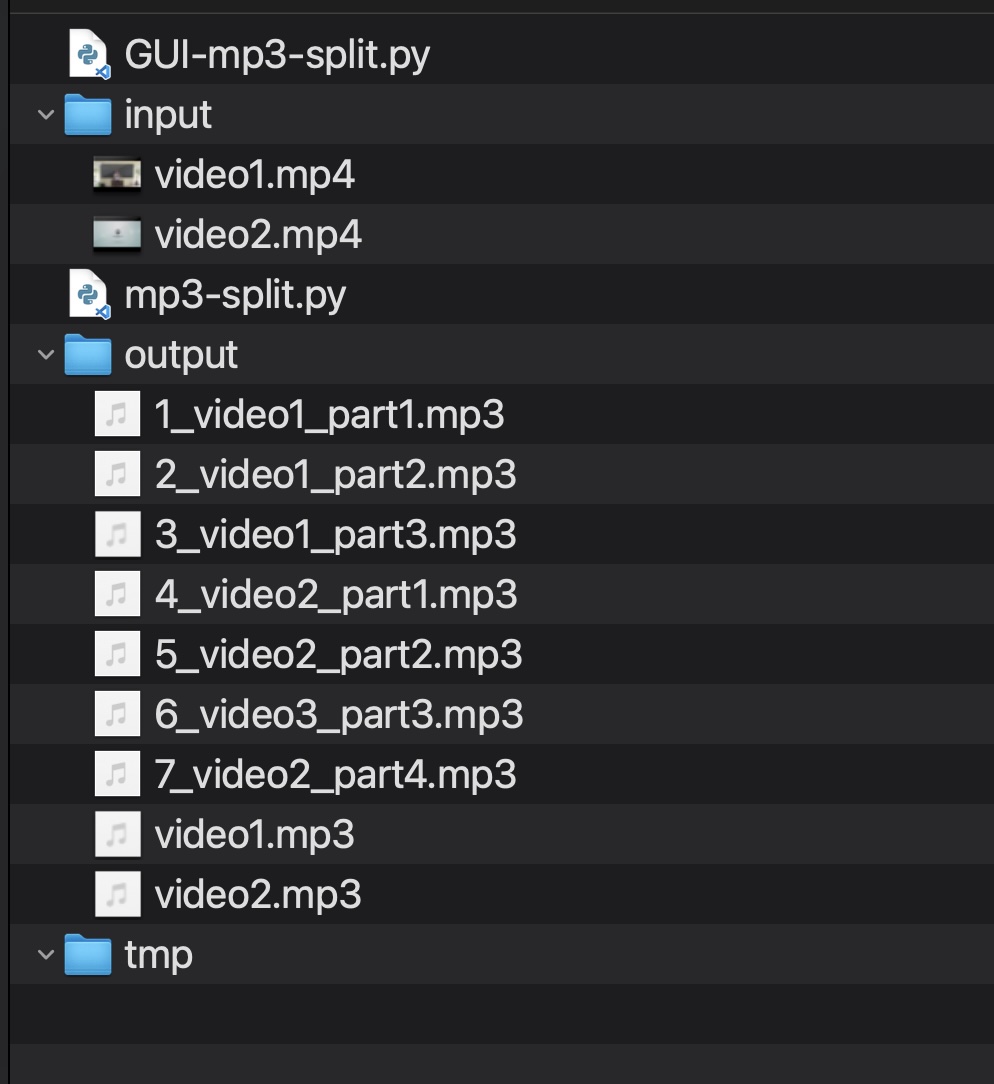 GUI-mp3-split.py
input
video1.mp4
video2.mp4
mp3-split.py
output
1_video1_part1.mp3
2_video1_part2.mp3
3_video1_part3.mp3
4_video2_part1.mp3
5_video2_part2.mp3
6_video3_part3.mp3
7_video2_part4.mp3
video1.mp3
video2.mp3
tmp